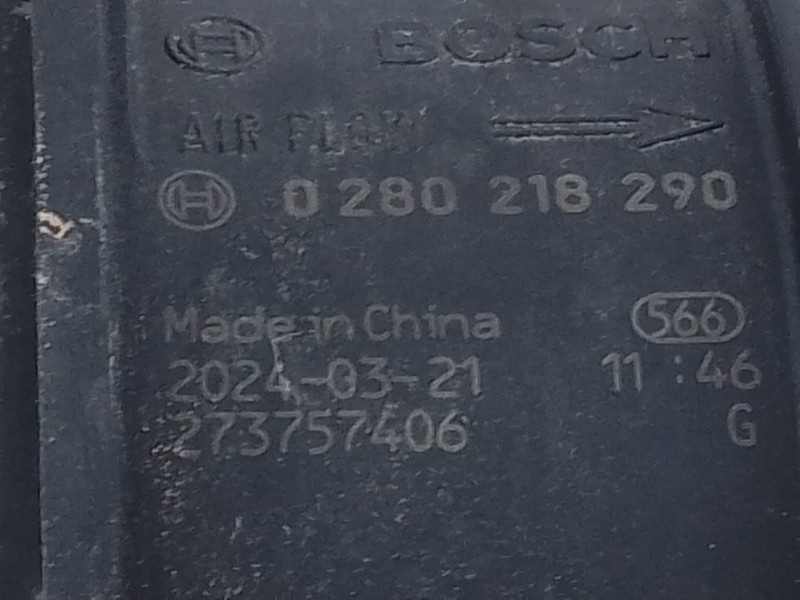 BOSCH
AIR FLOW
0 280 218 290
Made in China 566
2024-03-21 11:46
273757406 G